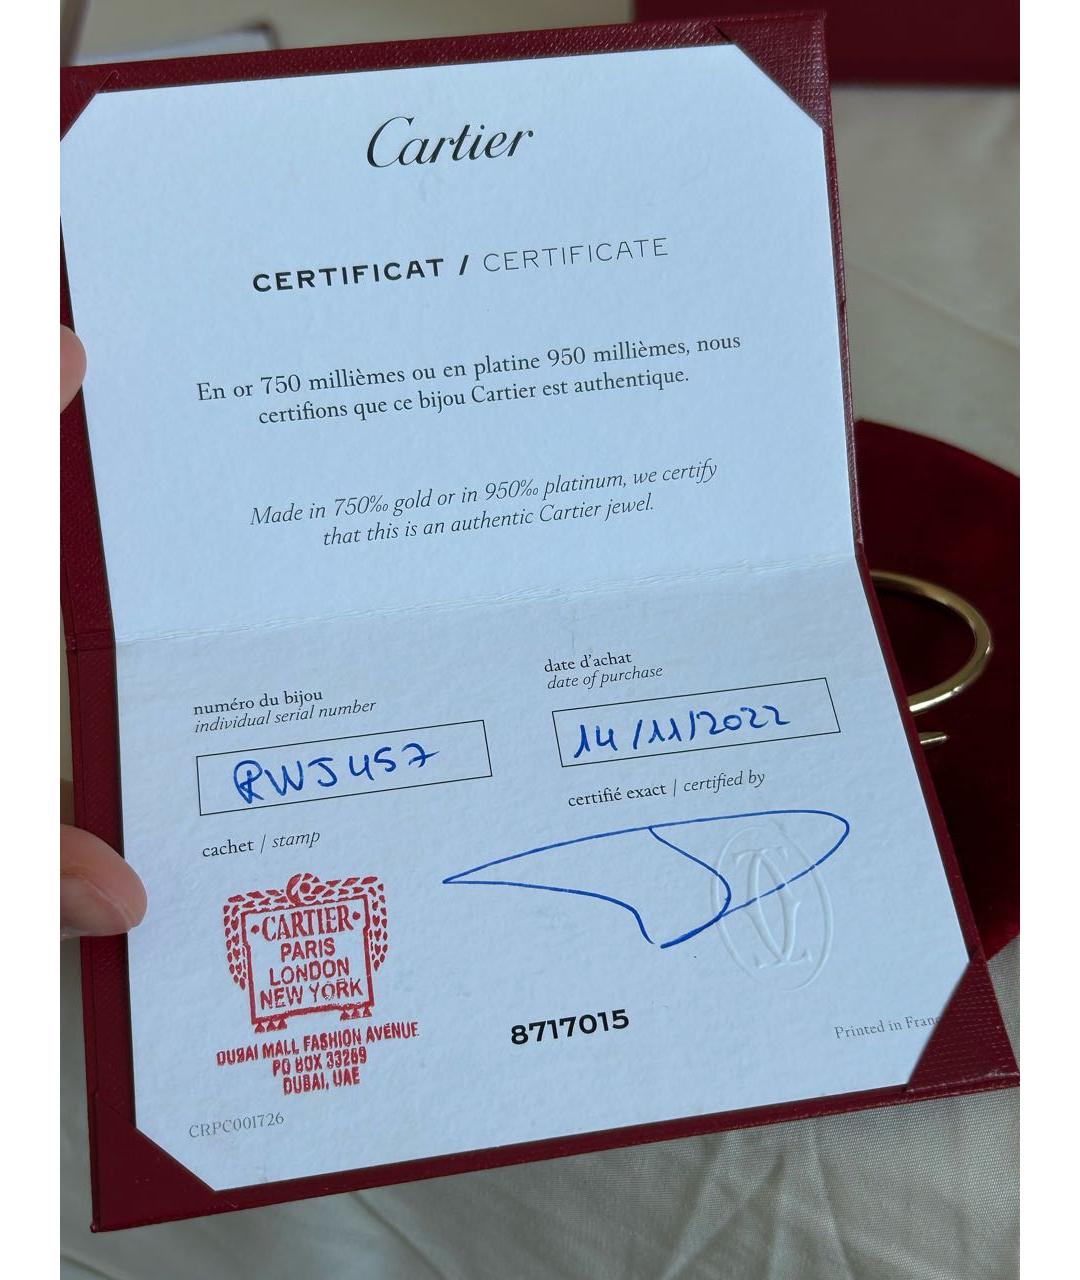 Cartier
CERTIFICAT / CERTIFICATE
En or 750 millièmes ou en platine 950 millièmes, nous
certifions que ce bijou Cartier est authentique.
Made in 750‰ gold or in 950‰ platinum, we certify
that this is an authentic Cartier jewel.
numéro du bijou
individual serial number
RWJ457
date d'achat
date of purchase
14/11/2022
cachet / stamp
certifié exact | certified by
CARTIER
PARIS
LONDON
NEW YORK
DUBAI MALL FASHION AVENUE
PO BOX 33269
DUBAI, UAE
8717015
Printed in Franc
CRPC001726